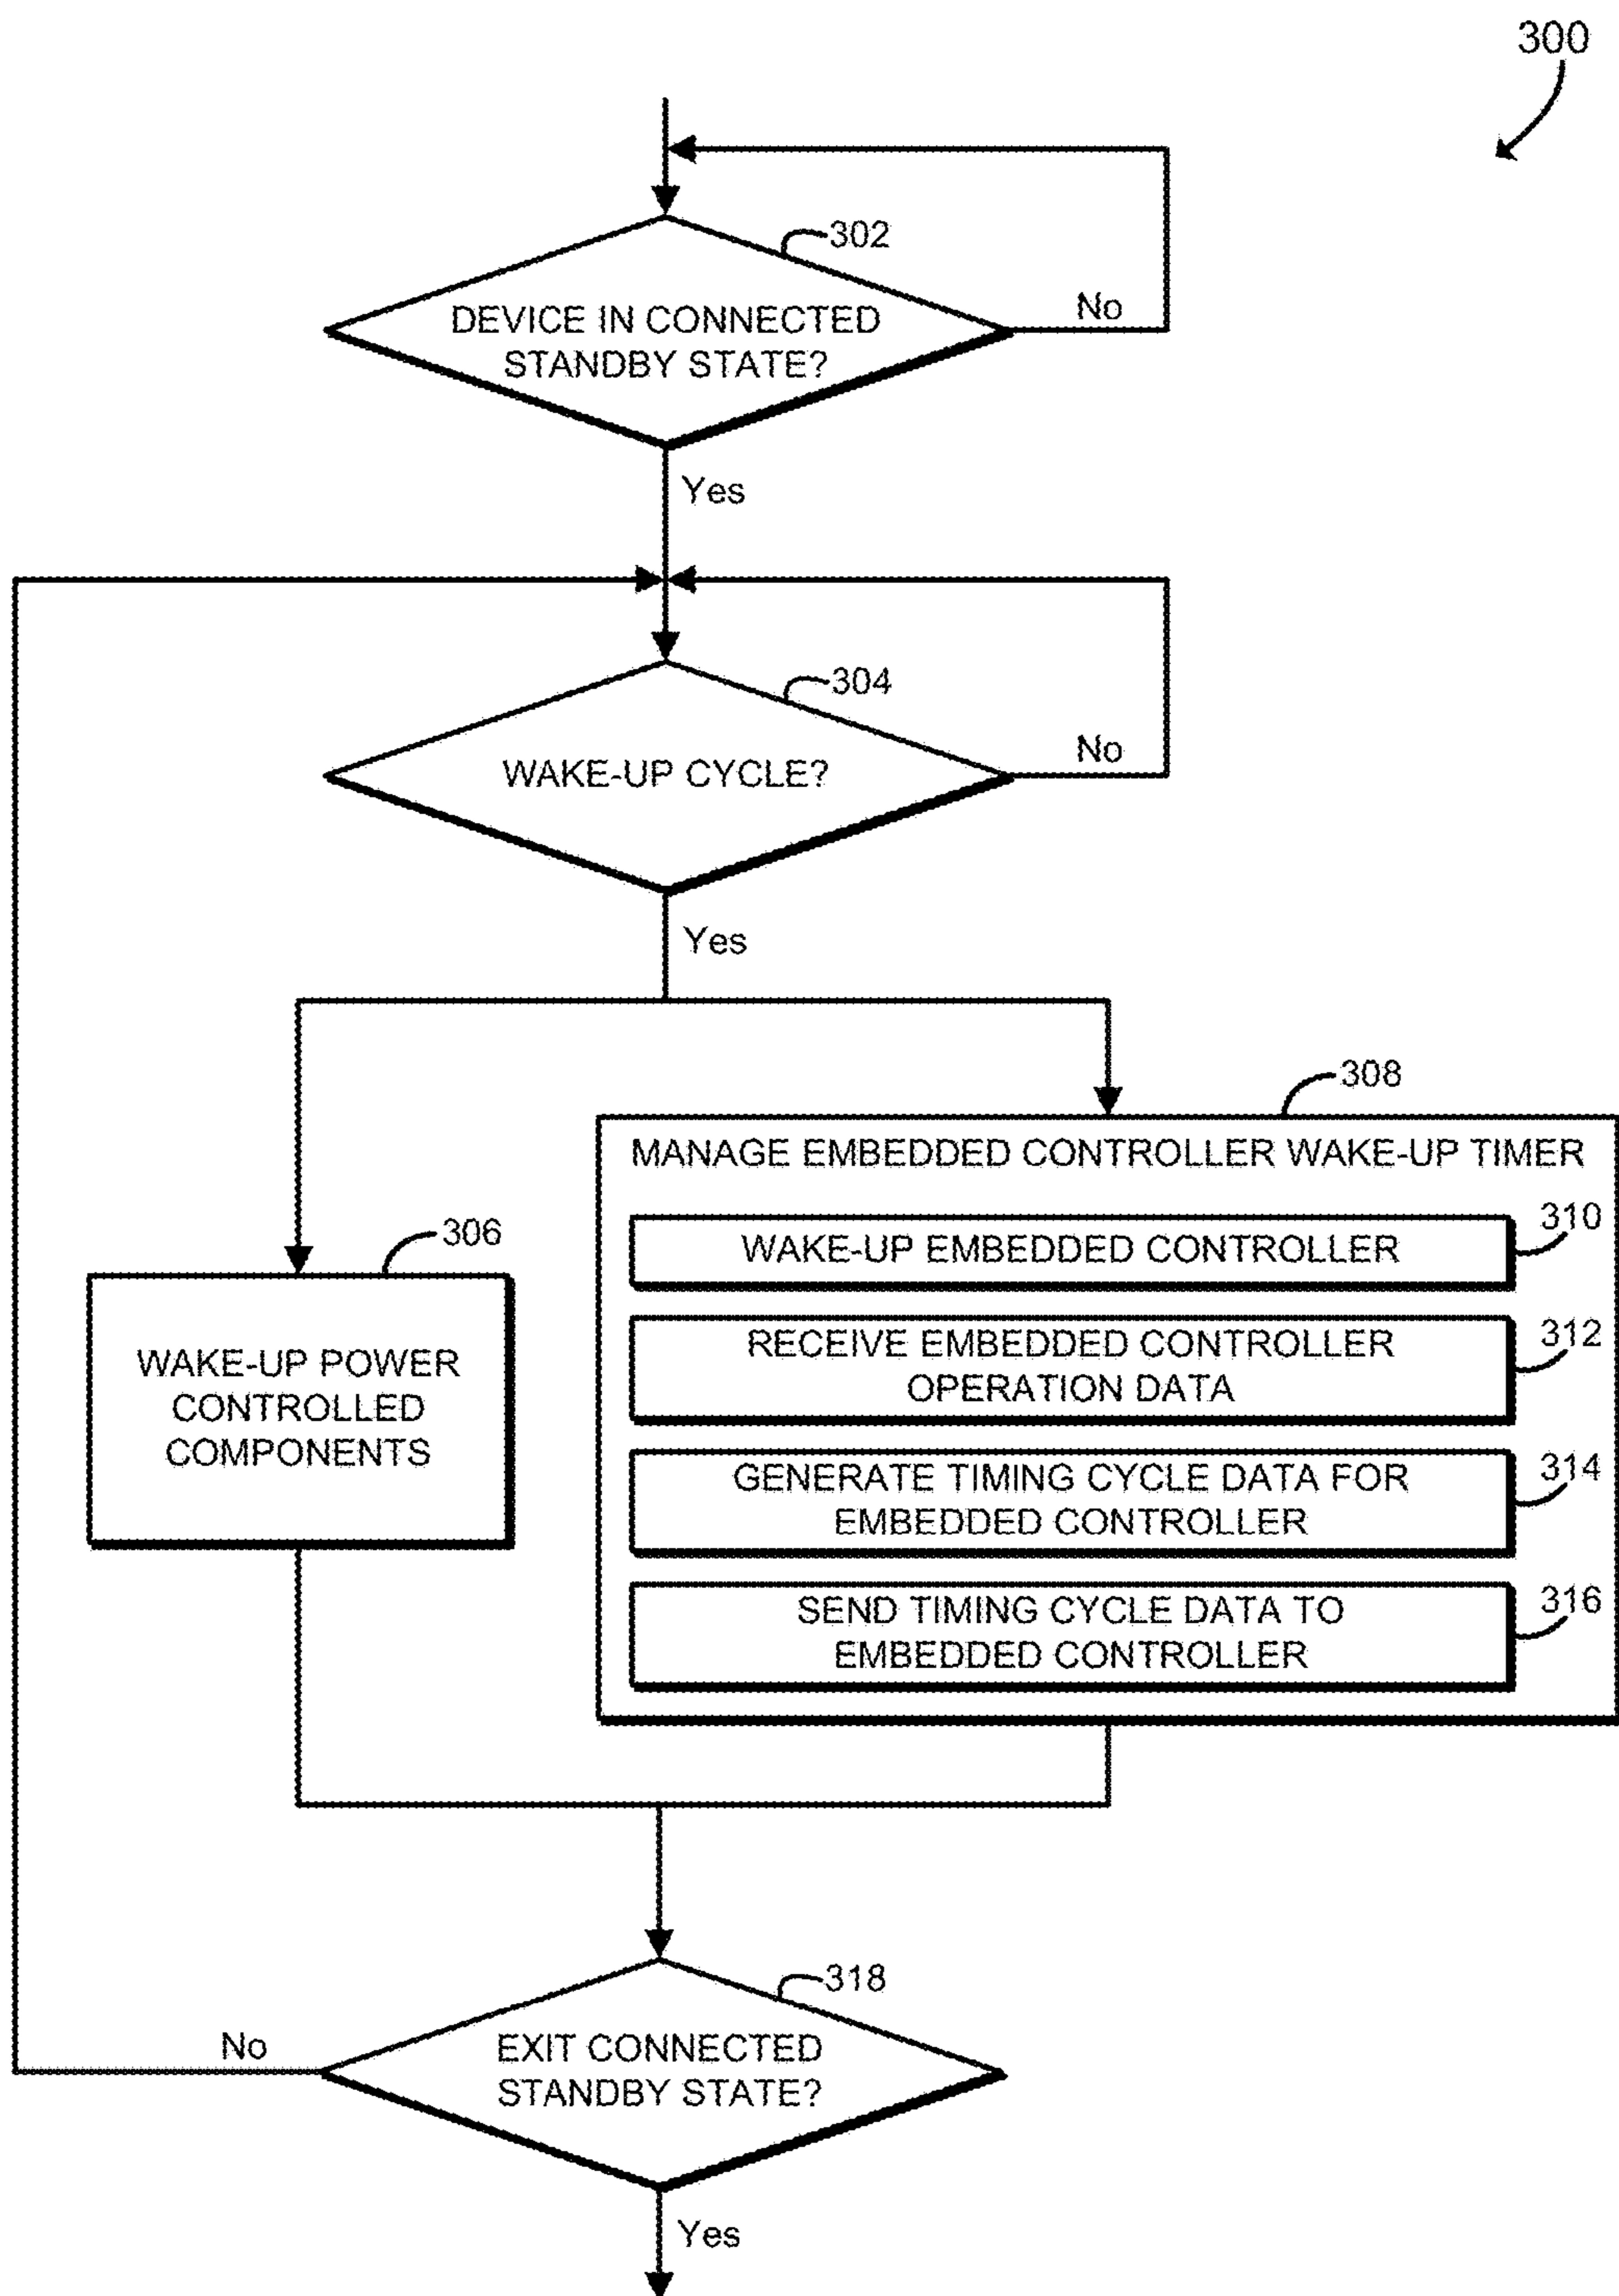 300
302
DEVICE IN CONNECTED
STANDBY STATE?
No
Yes
304
WAKE-UP CYCLE?
No
Yes
308
MANAGE EMBEDDED CONTROLLER WAKE-UP TIMER
306
WAKE-UP POWER
CONTROLLED
COMPONENTS
310
WAKE-UP EMBEDDED CONTROLLER
312
RECEIVE EMBEDDED CONTROLLER
OPERATION DATA
314
GENERATE TIMING CYCLE DATA FOR
EMBEDDED CONTROLLER
316
SEND TIMING CYCLE DATA TO
EMBEDDED CONTROLLER
318
EXIT CONNECTED
STANDBY STATE?
No
Yes